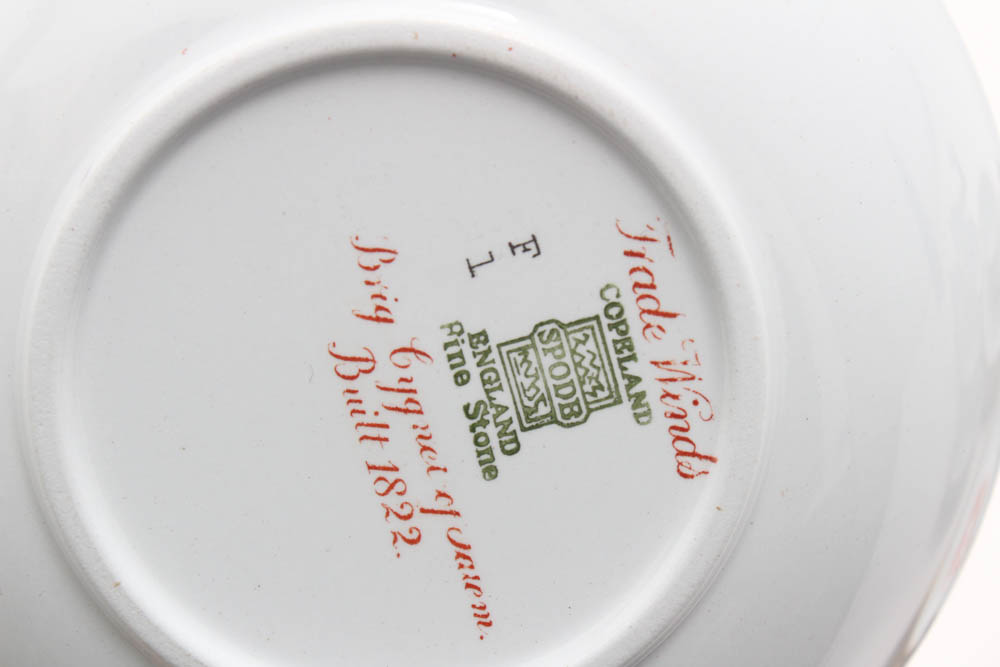 Trade Winds
COPELAND
SPODE
ENGLAND
Fine Stone
F
1
Brig Cygnet of Salem.
Built 1822.